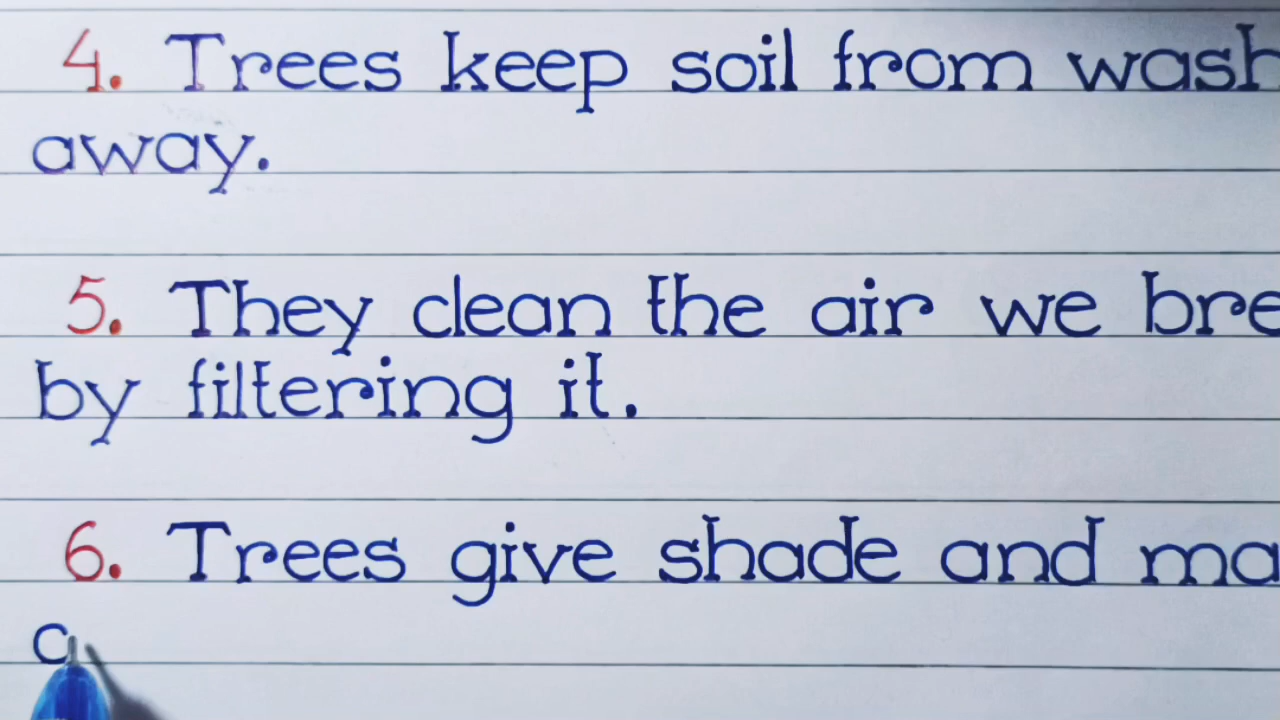 4. Trees keep soil from wash
away.
5. They clean the air we bre
by filtering it.
6. Trees give shade and ma